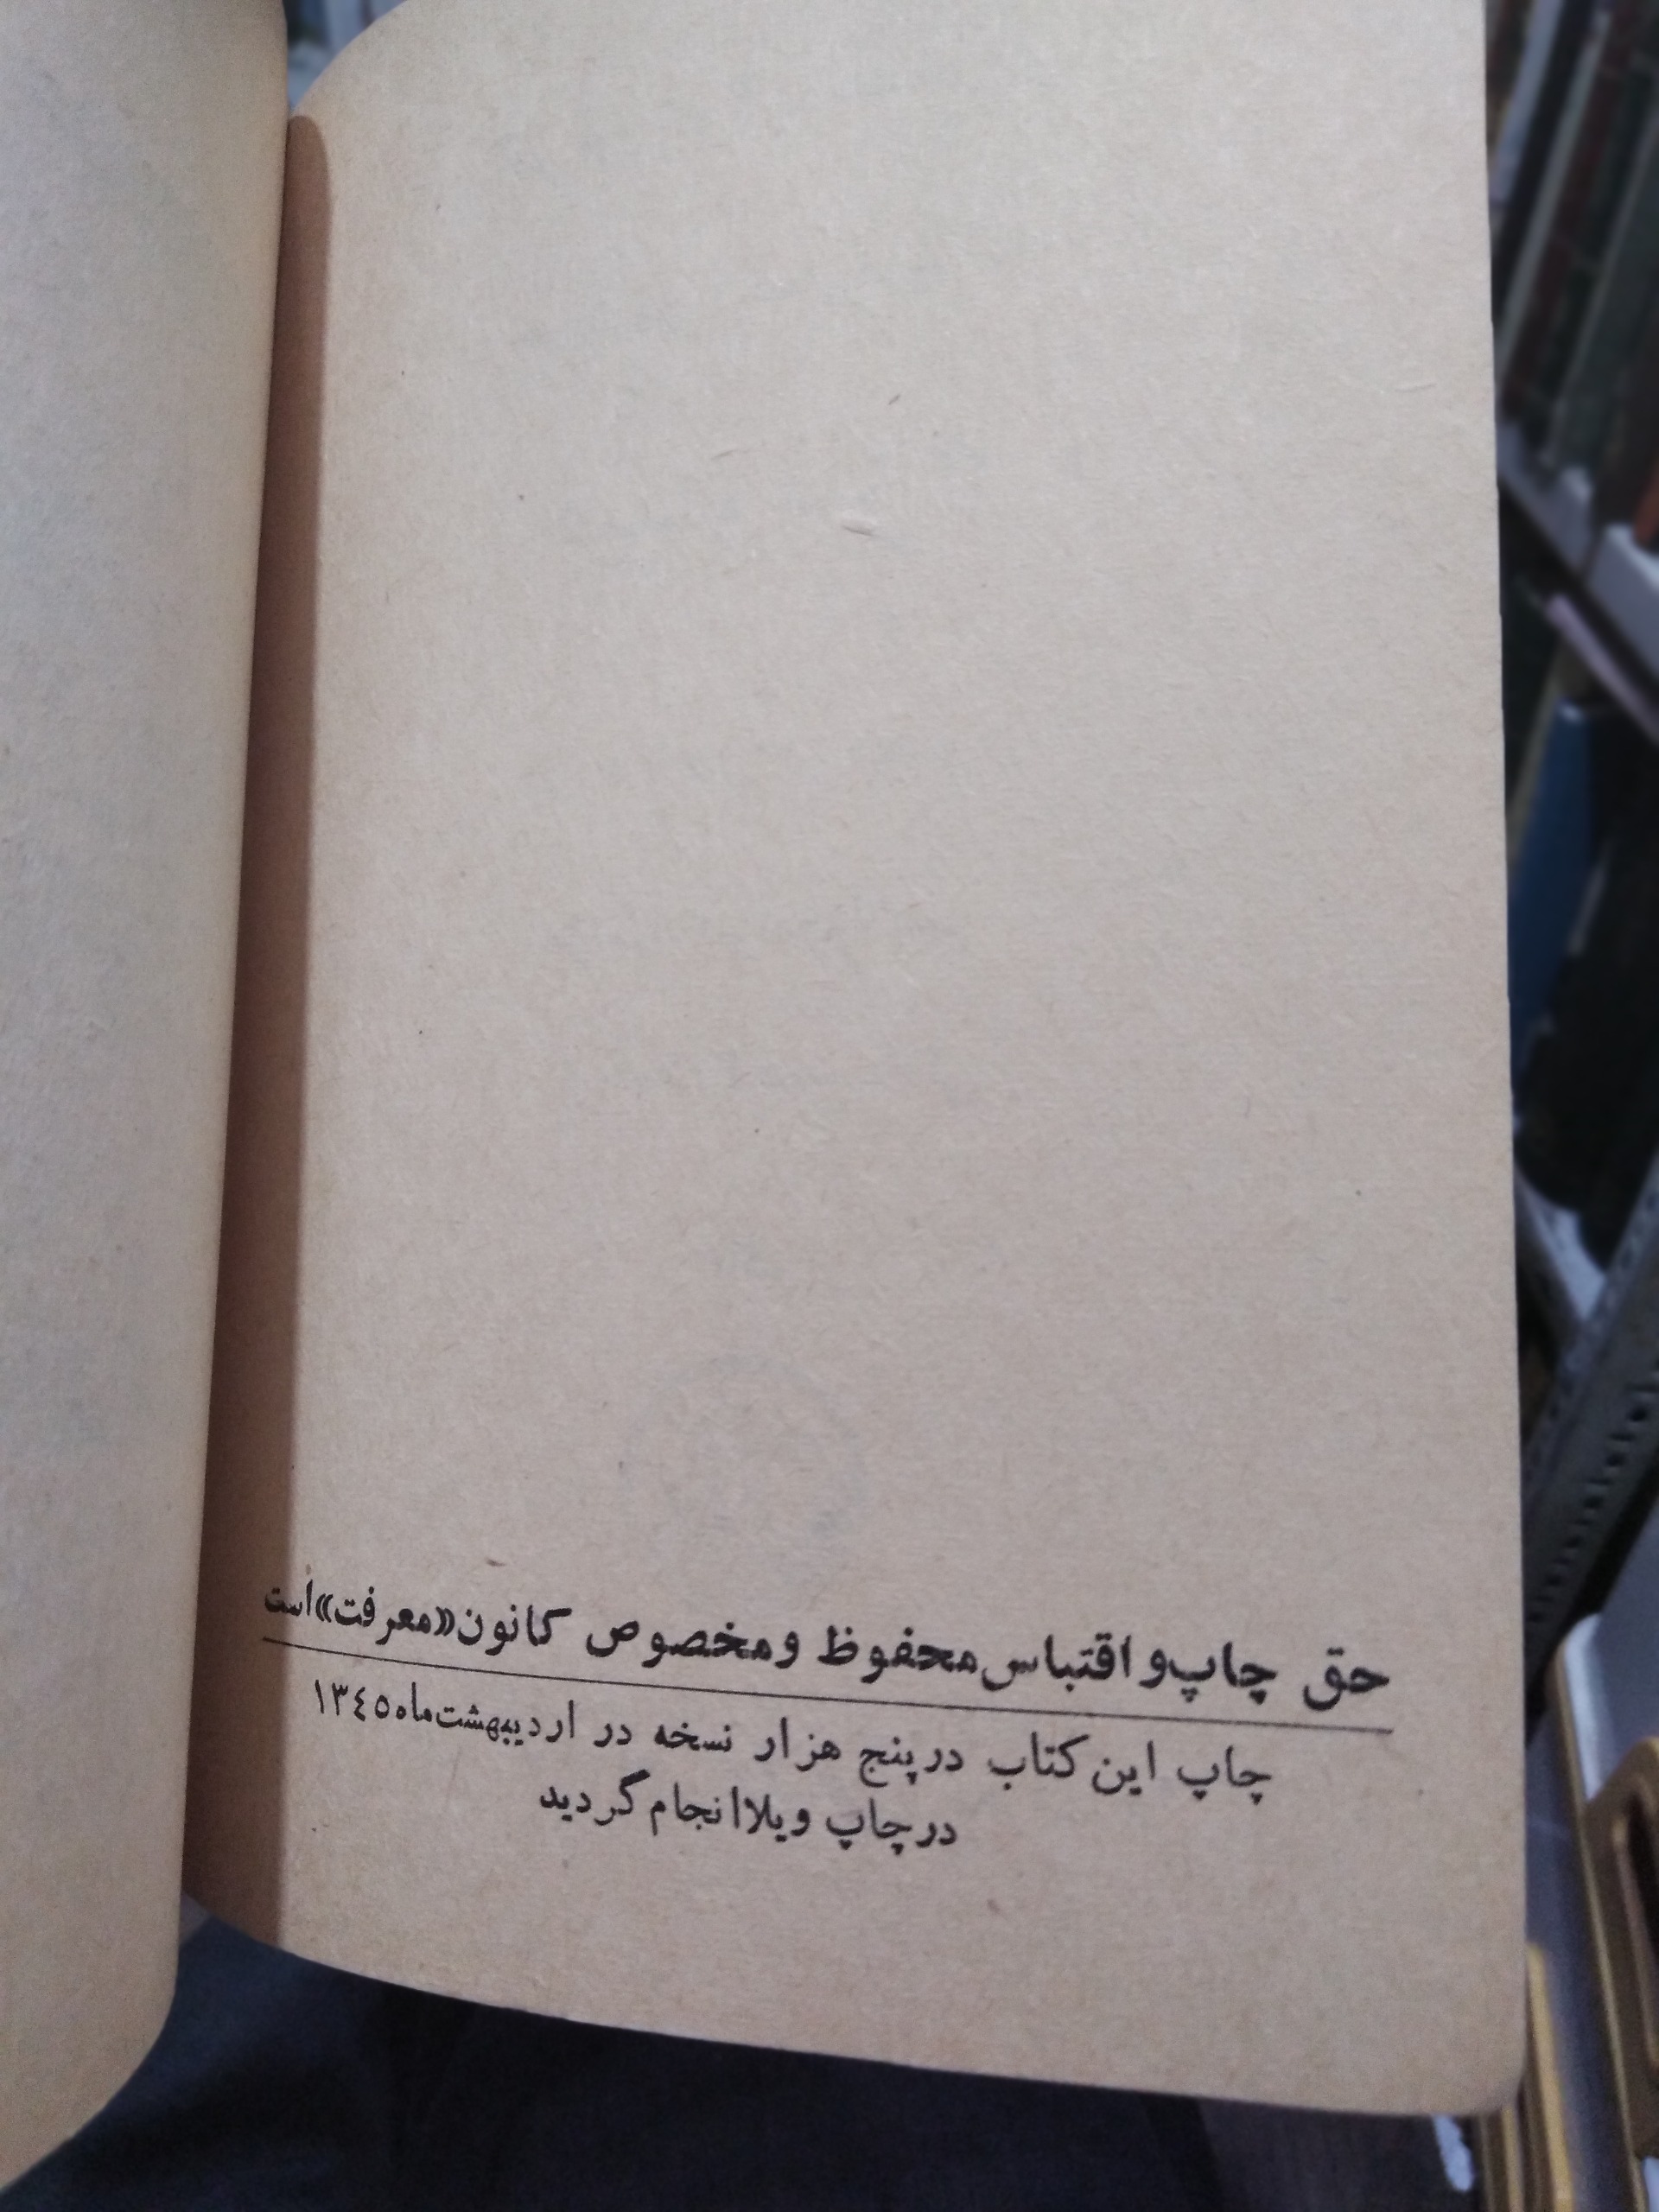 حق چاپ و اقتباس محفوظ و مخصوص کانون «معرفت» است
چاپ این کتاب در پنج هزار نسخه در اردیبهشت ماه ۱۳٤٥
در چاپ ویلا انجام گردید